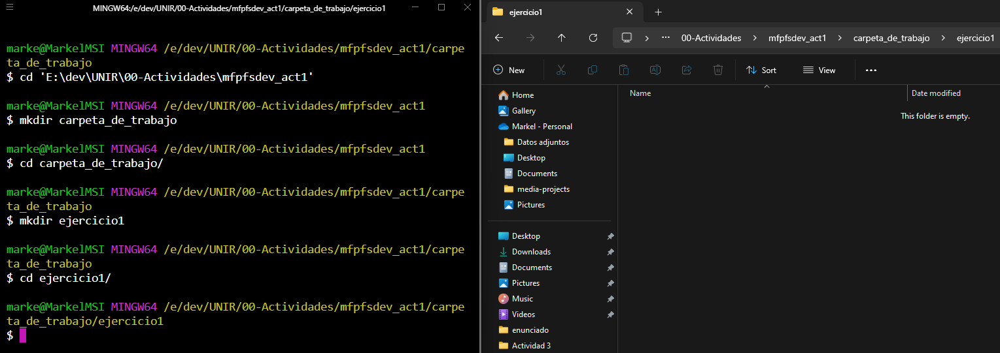 MINGW64:/e/dev/UNIR/00-Actividades/mfpfsdev_act1/carpeta_de_trabajo/ejercicio1
marke@MarkelMSI MINGW64 /e/dev/UNIR/00-Actividades/mfpfsdev_act1/carpe
ta_de_trabajo
$ cd 'E:\dev\UNIR\00-Actividades\mfpfsdev_act1'
marke@MarkelMSI MINGW64 /e/dev/UNIR/00-Actividades/mfpfsdev_act1
$ mkdir carpeta_de_trabajo
marke@MarkelMSI MINGW64 /e/dev/UNIR/00-Actividades/mfpfsdev_act1
$ cd carpeta_de_trabajo/
marke@MarkelMSI MINGW64 /e/dev/UNIR/00-Actividades/mfpfsdev_act1/carpe
ta_de_trabajo
$ mkdir ejercicio1
marke@MarkelMSI MINGW64 /e/dev/UNIR/00-Actividades/mfpfsdev_act1/carpe
ta_de_trabajo
$ cd ejercicio1/
marke@MarkelMSI MINGW64 /e/dev/UNIR/00-Actividades/mfpfsdev_act1/carpe
ta_de_trabajo/ejercicio1
$
ejercicio1
00-Actividades > mfpfsdev_act1 > carpeta_de_trabajo > ejercicio1
New Sort View
Name Date modified
This folder is empty.
Home
Gallery
Markel - Personal
Datos adjuntos
Desktop
Documents
media-projects
Pictures
Desktop
Downloads
Documents
Pictures
Music
Videos
enunciado
Actividad 3